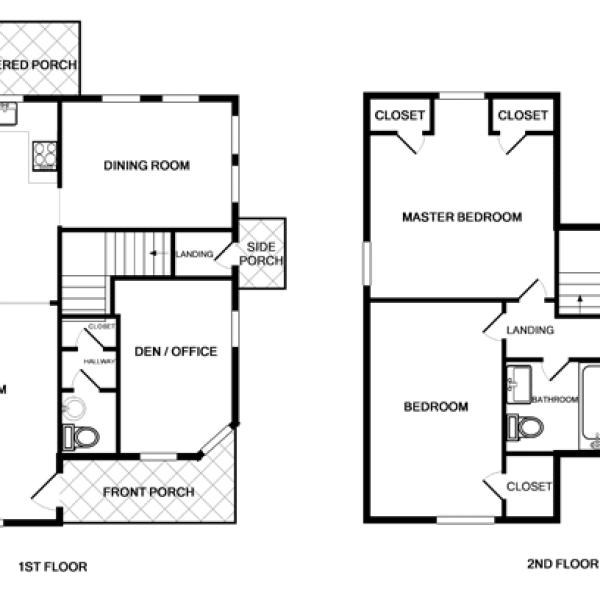 ERED PORCH
DINING ROOM
LANDING
SIDE
PORCH
CLOSET
HALLWAY
DEN / OFFICE
M
FRONT PORCH
1ST FLOOR
CLOSET
CLOSET
MASTER BEDROOM
LANDING
BATHROOM
BEDROOM
CLOSET
2ND FLOOR